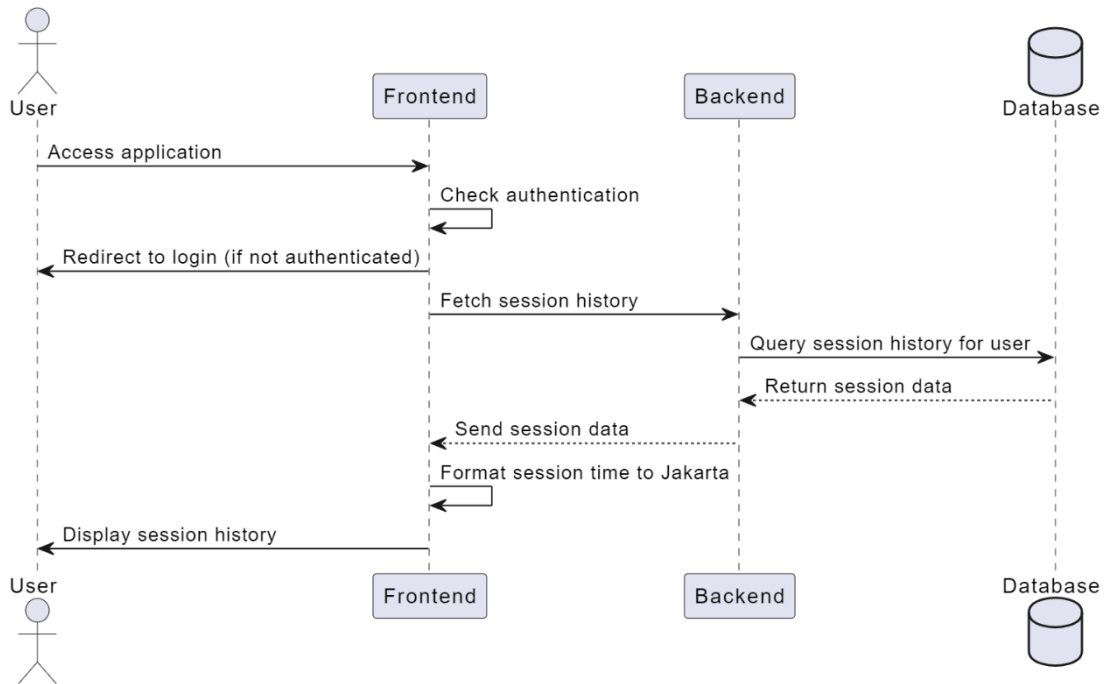 User
Frontend
Backend
Database
Access application
Check authentication
Redirect to login (if not authenticated)
Fetch session history
Query session history for user
Return session data
Send session data
Format session time to Jakarta
Display session history
User
Frontend
Backend
Database